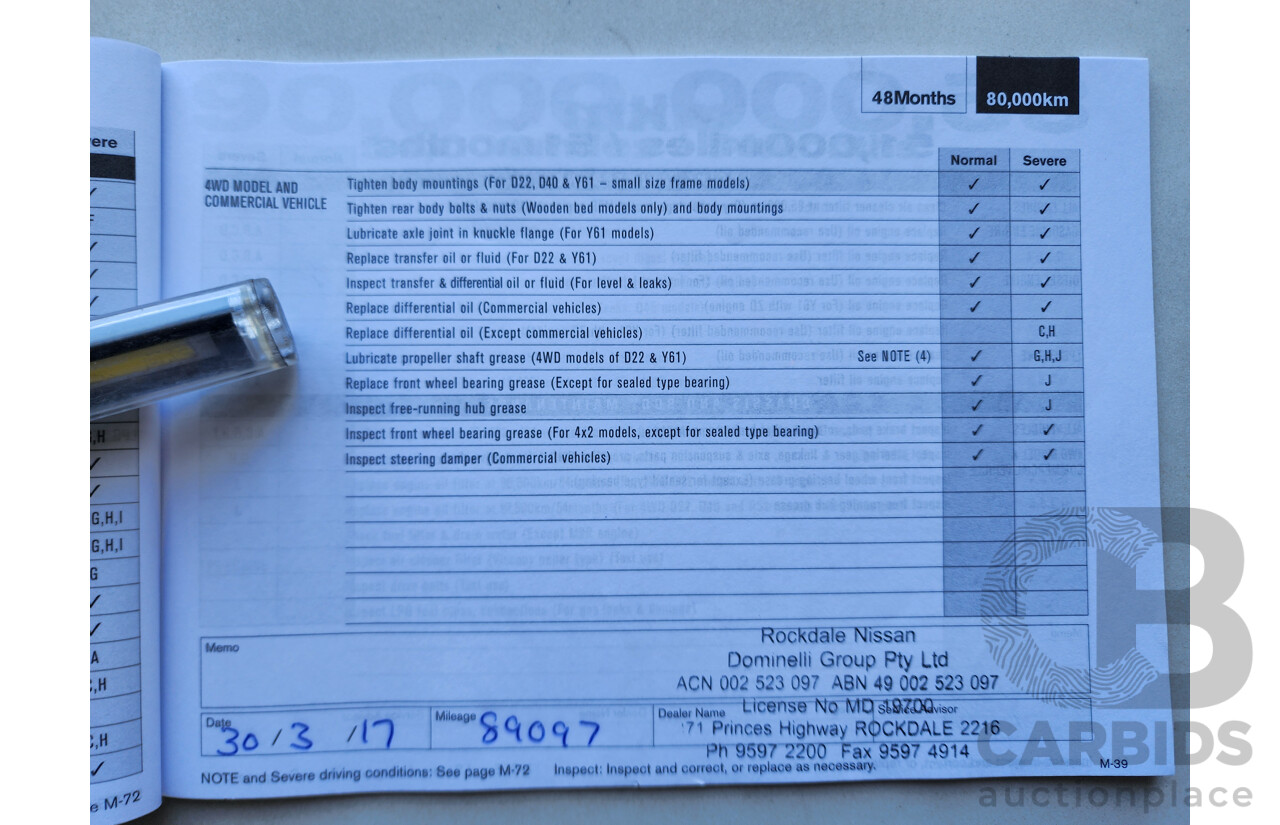 48Months 80,000km
Normal Severe
4WD MODEL AND
COMMERCIAL VEHICLE
Tighten body mountings (For D22, D40 & Y61 – small size frame models) ✓ ✓
Tighten rear body bolts & nuts (Wooden bed models only) and body mountings ✓ ✓
Lubricate axle joint in knuckle flange (For Y61 models) ✓ ✓
Replace transfer oil or fluid (For D22 & Y61) ✓ ✓
Inspect transfer & differential oil or fluid (For level & leaks) ✓ ✓
Replace differential oil (Commercial vehicles) ✓ ✓
Replace differential oil (Except commercial vehicles) C,H
Lubricate propeller shaft grease (4WD models of D22 & Y61) See NOTE (4) ✓ G,H,J
Replace front wheel bearing grease (Except for sealed type bearing) ✓ J
Inspect free-running hub grease ✓ J
Inspect front wheel bearing grease (For 4x2 models, except for sealed type bearing) ✓ ✓
Inspect steering damper (Commercial vehicles) ✓ ✓
Memo
Rockdale Nissan
Dominelli Group Pty Ltd
ACN 002 523 097 ABN 49 002 523 097
License No MD 19700
Date 30/3/17
Mileage 89097
Dealer Name
Service Advisor
71 Princes Highway ROCKDALE 2216
Ph 9597 2200 Fax 9597 4914
NOTE and Severe driving conditions: See page M-72 Inspect: Inspect and correct, or replace as necessary.
M-39
ere
,H
G,H,I
G,H,I
G
A
,H
,H
e M-72
CARBIDS
auctionplace